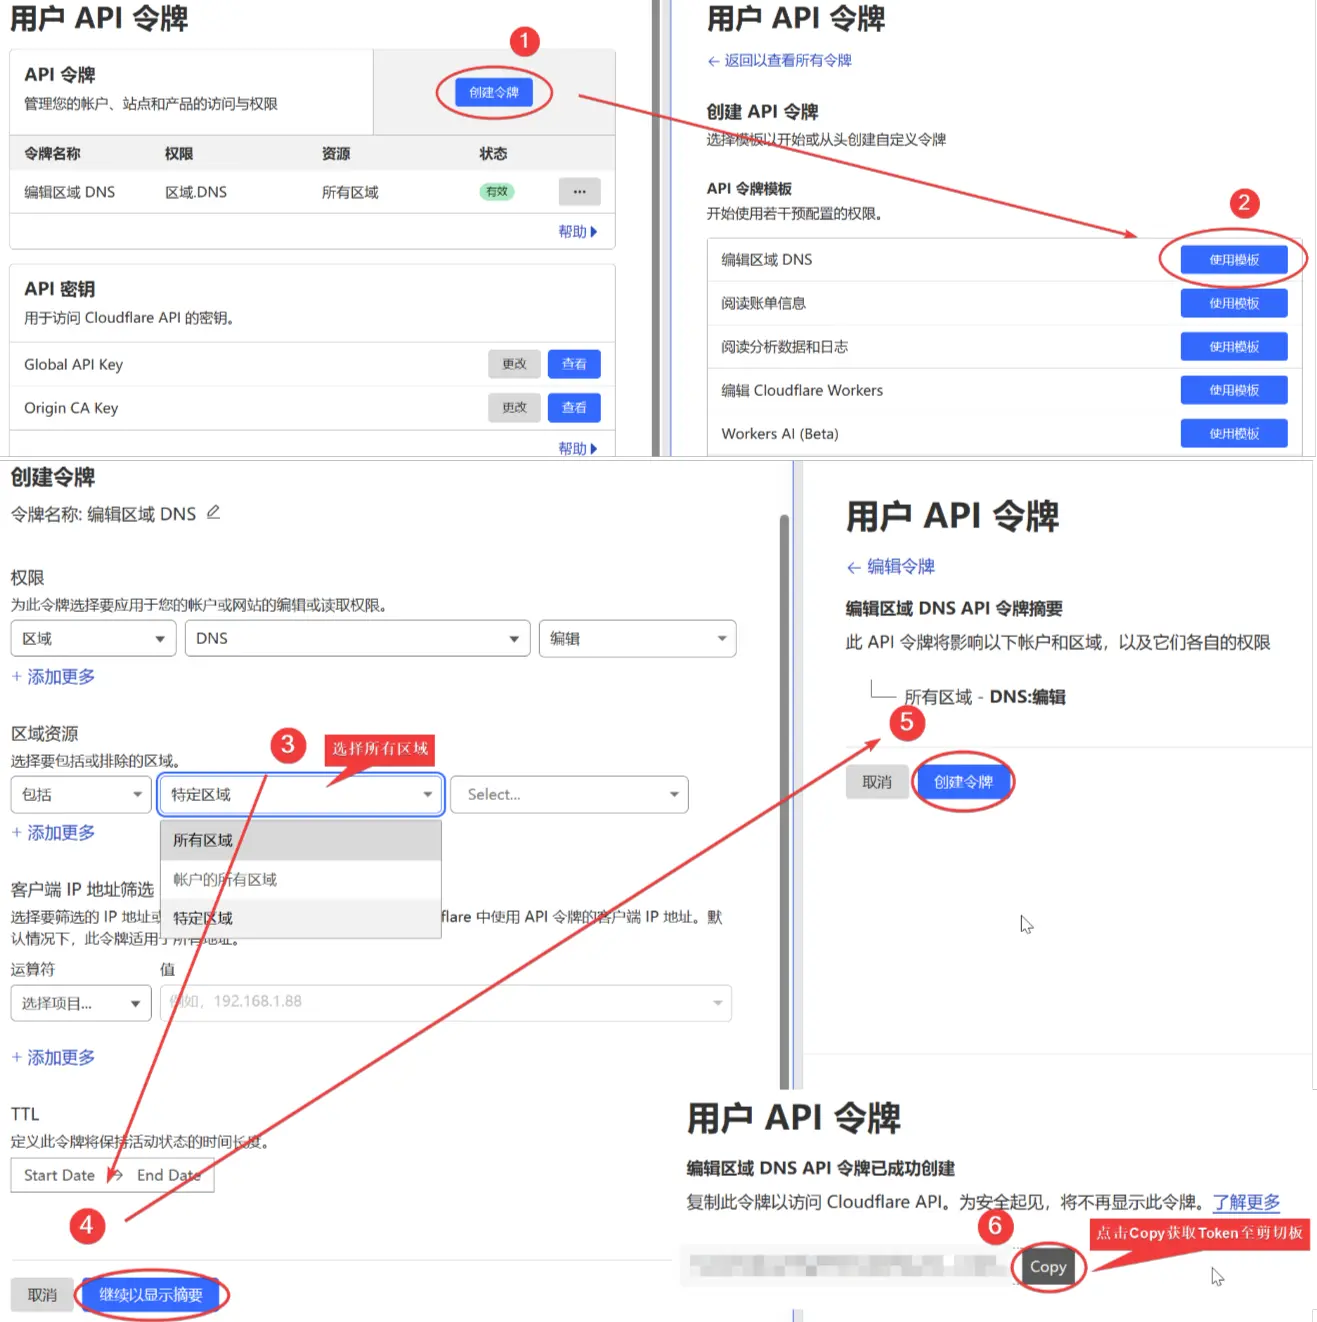 用户 API 令牌
1
API 令牌
管理您的帐户、站点和产品的访问与权限
创建令牌
令牌名称 权限 资源 状态
编辑区域 DNS 区域.DNS 所有区域 有效 ...
帮助
API 密钥
用于访问 Cloudflare API 的密钥。
Global API Key 更改 查看
Origin CA Key 更改 查看
帮助
用户 API 令牌
← 返回以查看所有令牌
创建 API 令牌
选择模板以开始或从头创建自定义令牌
API 令牌模板
开始使用若干预配置的权限。
2
编辑区域 DNS 使用模板
阅读账单信息 使用模板
阅读分析数据和日志 使用模板
编辑 Cloudflare Workers 使用模板
Workers AI (Beta) 使用模板
创建令牌
令牌名称: 编辑区域 DNS
权限
为此令牌选择要应用于您的帐户或网站的编辑或读取权限。
区域 DNS 编辑
+ 添加更多
区域资源
3
选择所有区域
选择要包括或排除的区域。
包括 特定区域 Select...
+ 添加更多
所有区域
帐户的所有区域
特定区域
客户端 IP 地址筛选
选择要筛选的 IP 地址或 flare 中使用 API 令牌的客户端 IP 地址。默
认情况下，此令牌适用于所有地址。
运算符 值
选择项目... 例如，192.168.1.88
+ 添加更多
TTL
定义此令牌将保持活动状态的时间长度。
Start Date → End Date
4
取消 继续以显示摘要
用户 API 令牌
← 编辑令牌
编辑区域 DNS API 令牌摘要
此 API 令牌将影响以下帐户和区域，以及它们各自的权限
所有区域 - DNS:编辑
5
取消 创建令牌
用户 API 令牌
编辑区域 DNS API 令牌已成功创建
复制此令牌以访问 Cloudflare API。为安全起见，将不再显示此令牌。 了解更多
6
点击Copy获取Token至剪切板
Copy